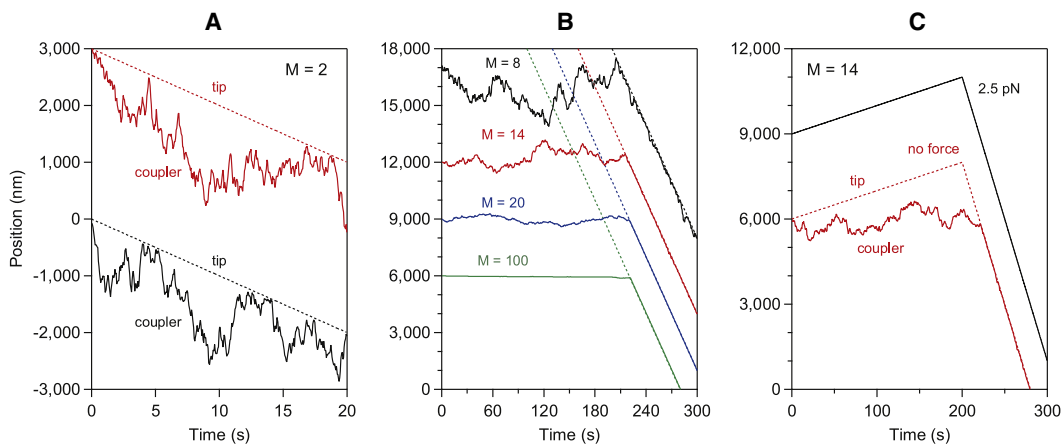 A
Position (nm)
3,000
2,000
1,000
0
-1,000
-2,000
-3,000
M = 2
tip
coupler
tip
coupler
0
5
10
15
20
Time (s)
B
18,000
15,000
12,000
9,000
6,000
3,000
0
M = 8
M = 14
M = 20
M = 100
0
60
120
180
240
300
Time (s)
C
12,000
9,000
6,000
3,000
0
M = 14
2.5 pN
no force
tip
coupler
0
100
200
300
Time (s)